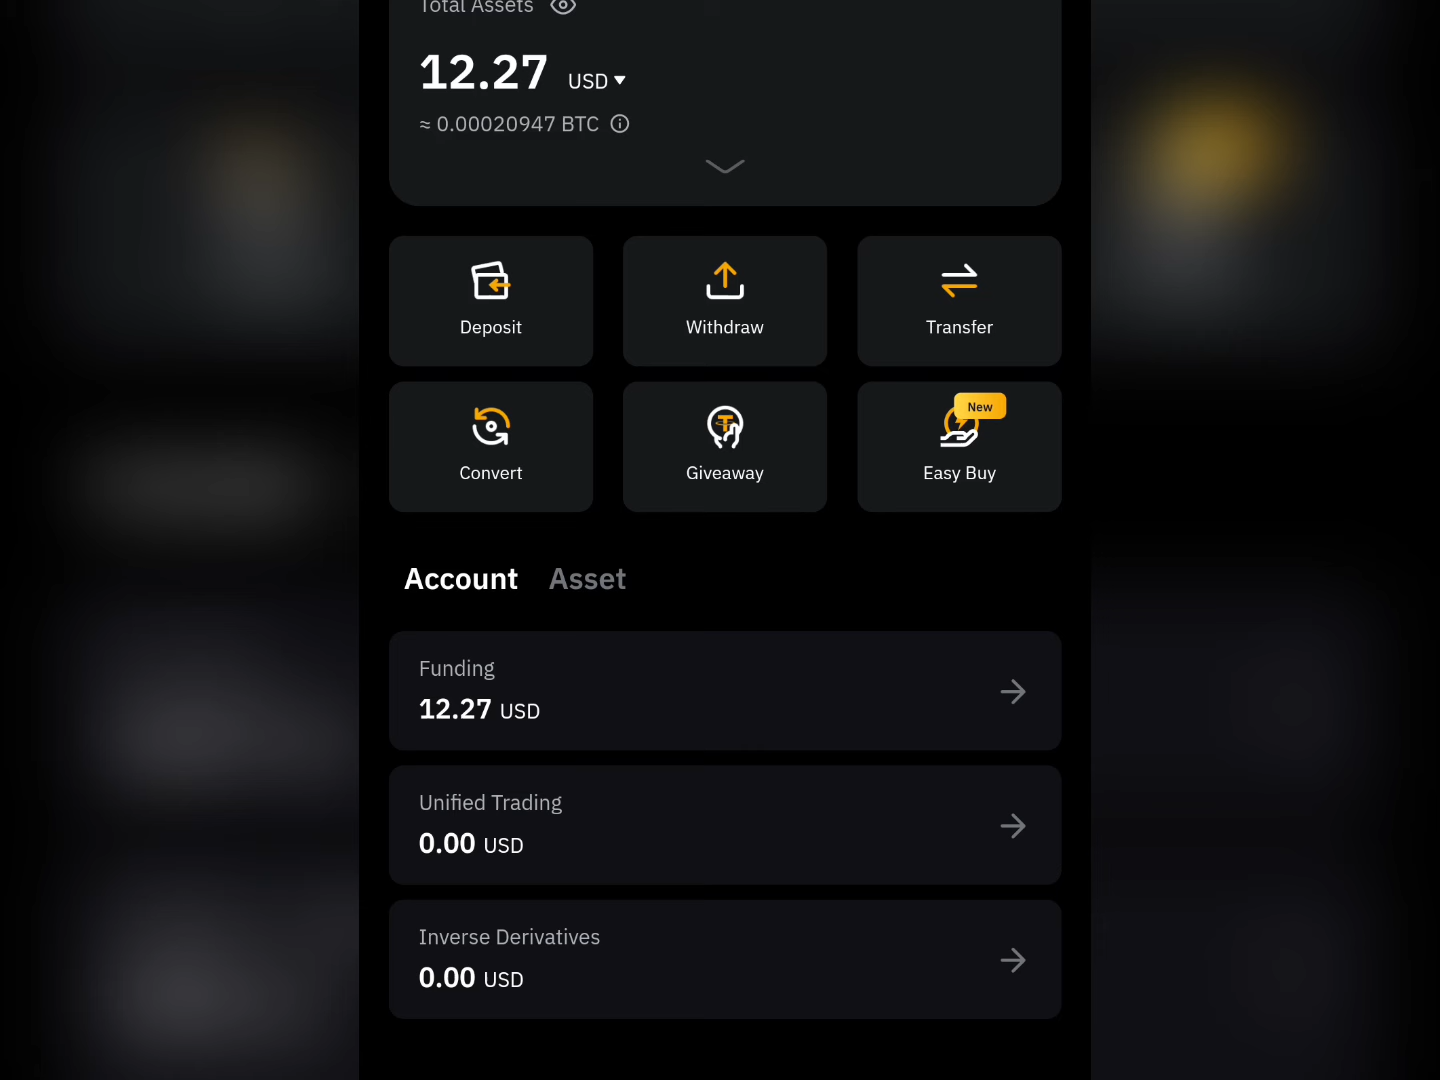 Total Assets
12.27 USD
≈ 0.00020947 BTC
Deposit
Withdraw
Transfer
New
Convert
Giveaway
Easy Buy
Account Asset
Funding
12.27 USD
Unified Trading
0.00 USD
Inverse Derivatives
0.00 USD